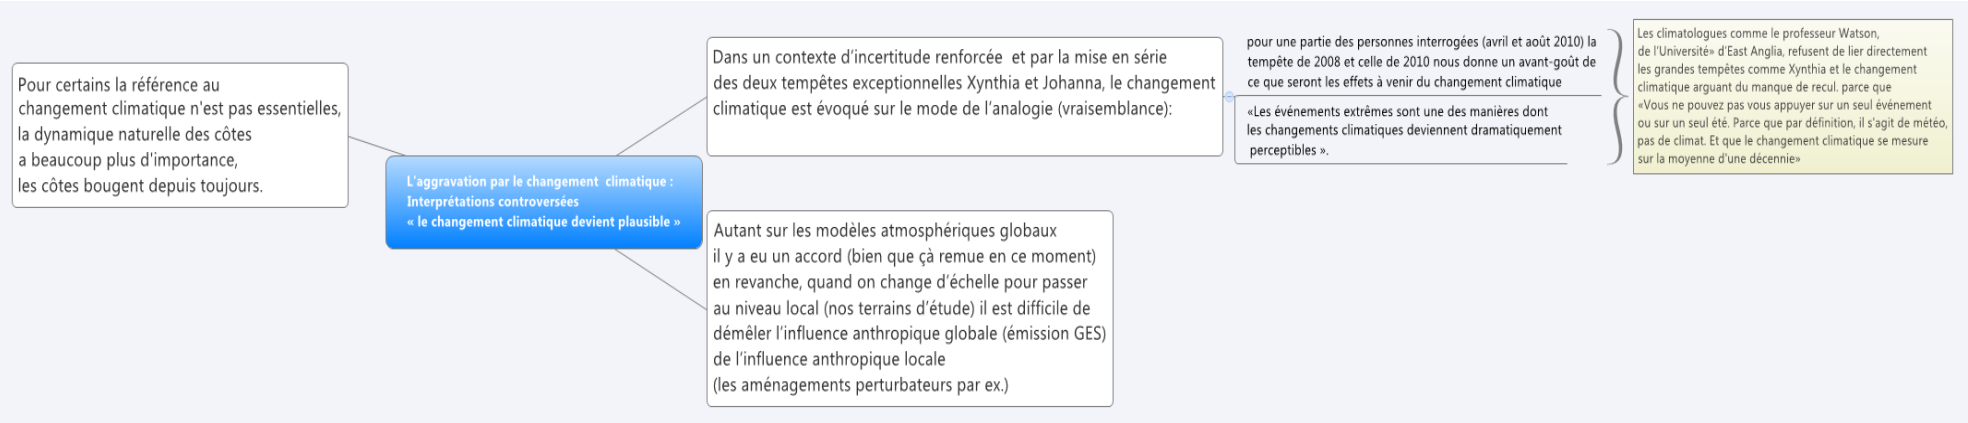 Pour certains la référence au
changement climatique n'est pas essentielles,
la dynamique naturelle des côtes
a beaucoup plus d'importance,
les côtes bougent depuis toujours.
L'aggravation par le changement climatique :
Interprétations controversées
« le changement climatique devient plausible »
Dans un contexte d'incertitude renforcée et par la mise en série
des deux tempêtes exceptionnelles Xynthia et Johanna, le changement
climatique est évoqué sur le mode de l'analogie (vraisemblance):
pour une partie des personnes interrogées (avril et août 2010) la
tempête de 2008 et celle de 2010 nous donne un avant-goût de
ce que seront les effets à venir du changement climatique
«Les événements extrêmes sont une des manières dont
les changements climatiques deviennent dramatiquement
perceptibles ».
Les climatologues comme le professeur Watson,
de l'Université» d'East Anglia, refusent de lier directement
les grandes tempêtes comme Xynthia et le changement
climatique arguant du manque de recul. parce que
«Vous ne pouvez pas vous appuyer sur un seul événement
ou sur un seul été. Parce que par définition, il s'agit de météo,
pas de climat. Et que le changement climatique se mesure
sur la moyenne d'une décennie»
Autant sur les modèles atmosphériques globaux
il y a eu un accord (bien que çà remue en ce moment)
en revanche, quand on change d'échelle pour passer
au niveau local (nos terrains d'étude) il est difficile de
démêler l'influence anthropique globale (émission GES)
de l'influence anthropique locale
(les aménagements perturbateurs par ex.)